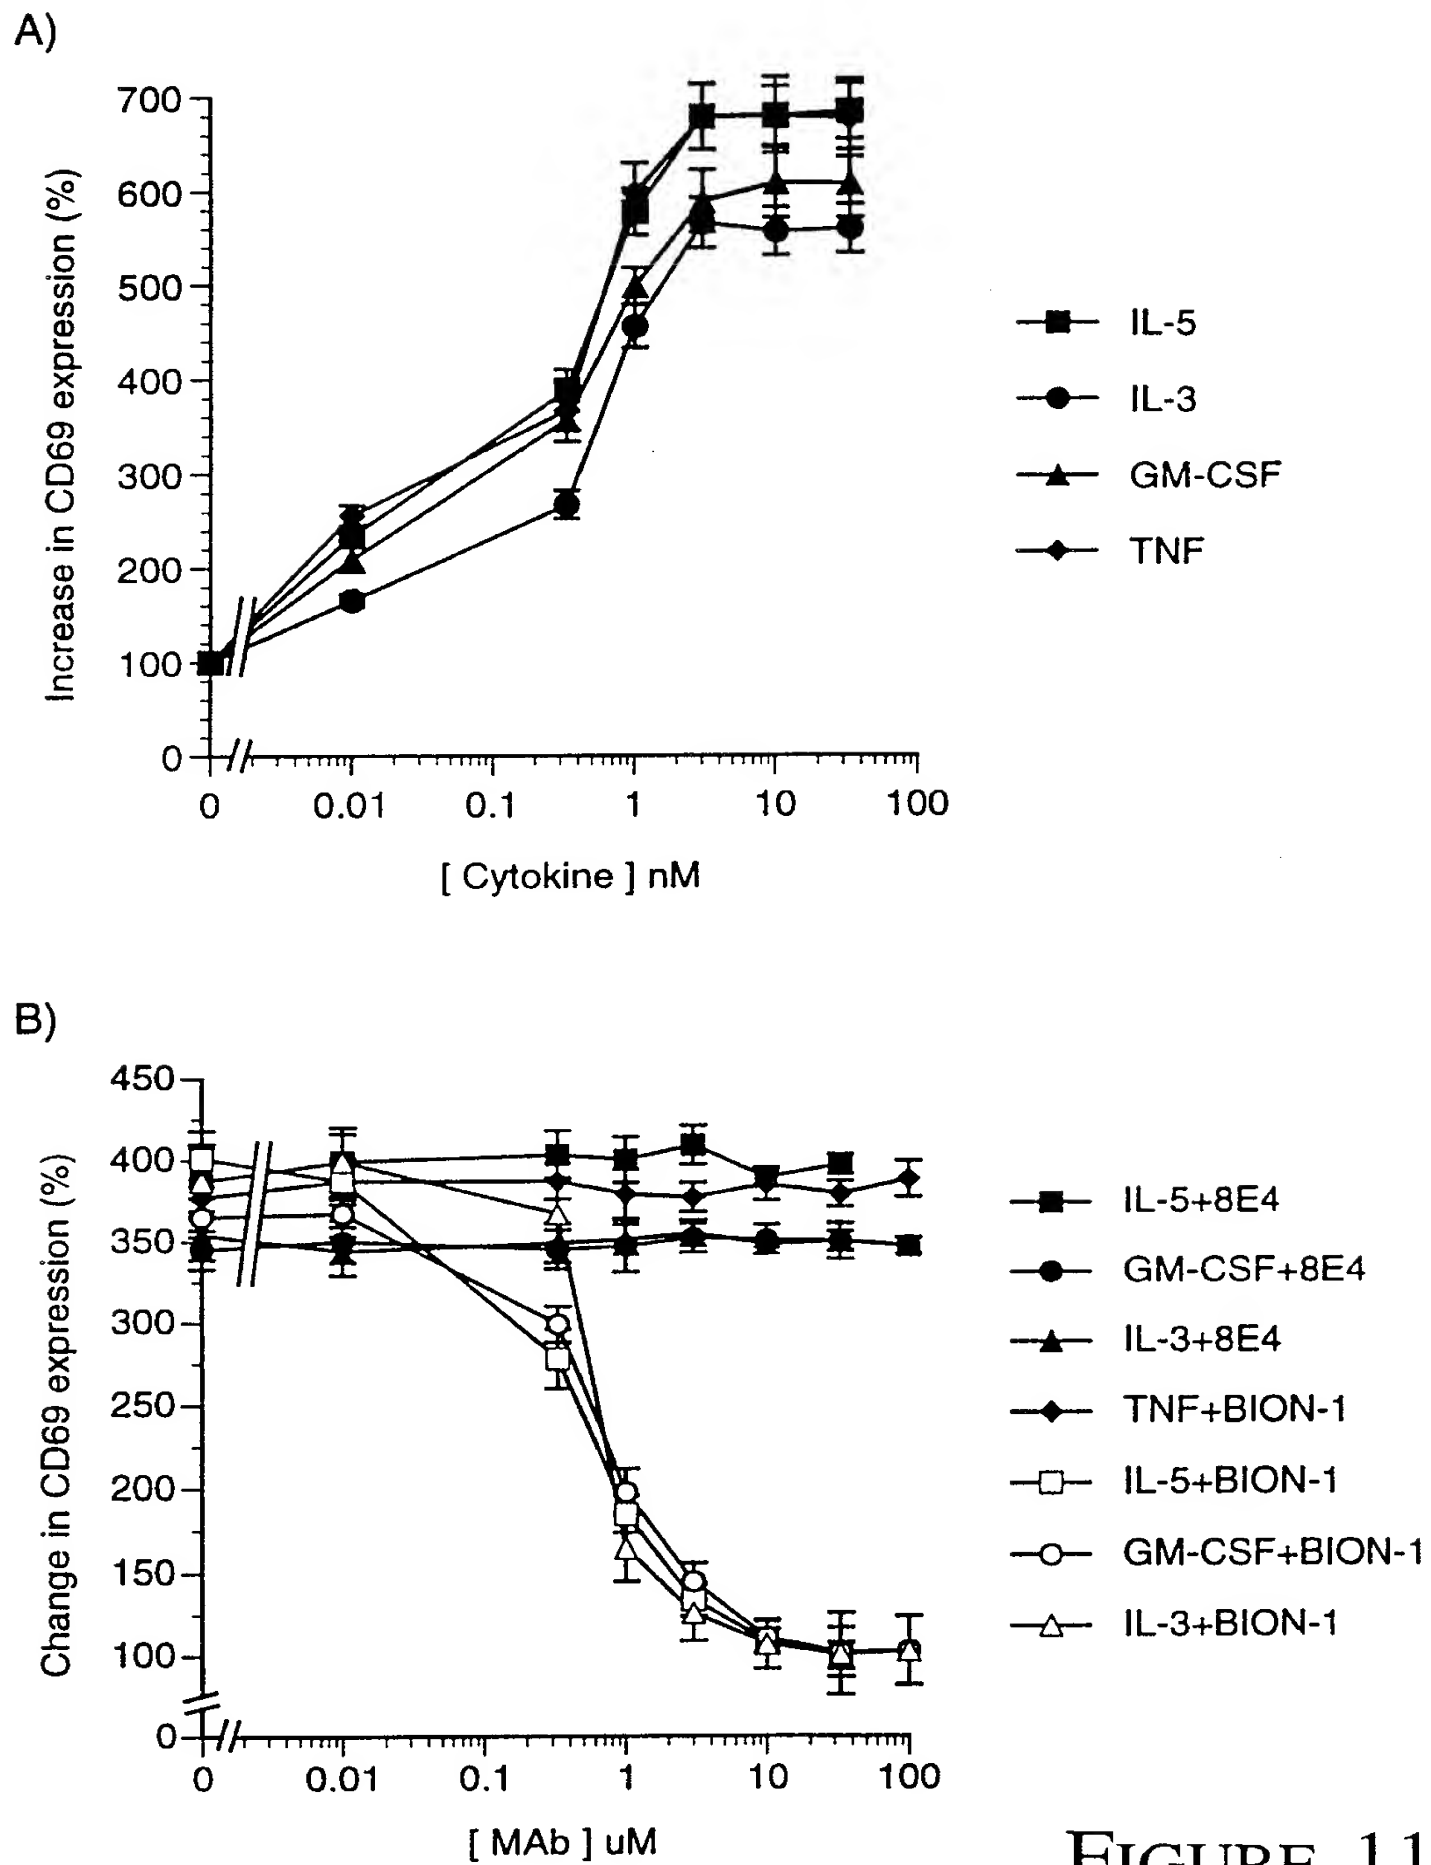 A)
Increase in CD69 expression (%)
700
600
500
400
300
200
100
0
0 0.01 0.1 1 10 100
[ Cytokine ] nM
IL-5
IL-3
GM-CSF
TNF
B)
Change in CD69 expression (%)
450
400
350
300
250
200
150
100
0
0 0.01 0.1 1 10 100
[ MAb ] uM
IL-5+8E4
GM-CSF+8E4
IL-3+8E4
TNF+BION-1
IL-5+BION-1
GM-CSF+BION-1
IL-3+BION-1
FIGURE 11